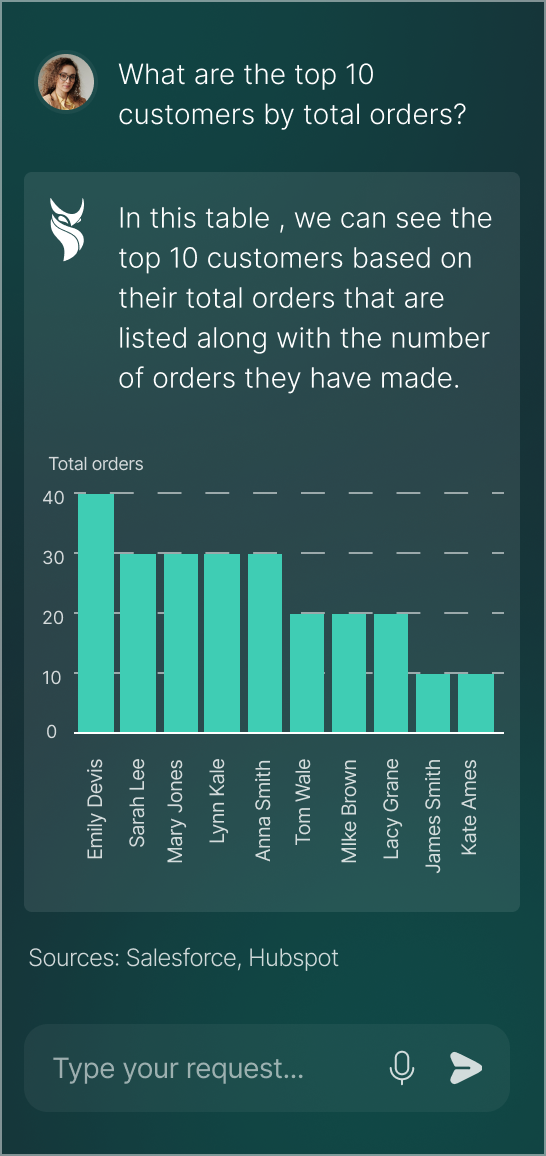 What are the top 10
customers by total orders?
In this table , we can see the
top 10 customers based on
their total orders that are
listed along with the number
of orders they have made.
Total orders
40
30
20
10
0
Emily Devis
Sarah Lee
Mary Jones
Lynn Kale
Anna Smith
Tom Wale
MIke Brown
Lacy Grane
James Smith
Kate Ames
Sources: Salesforce, Hubspot
Type your request...